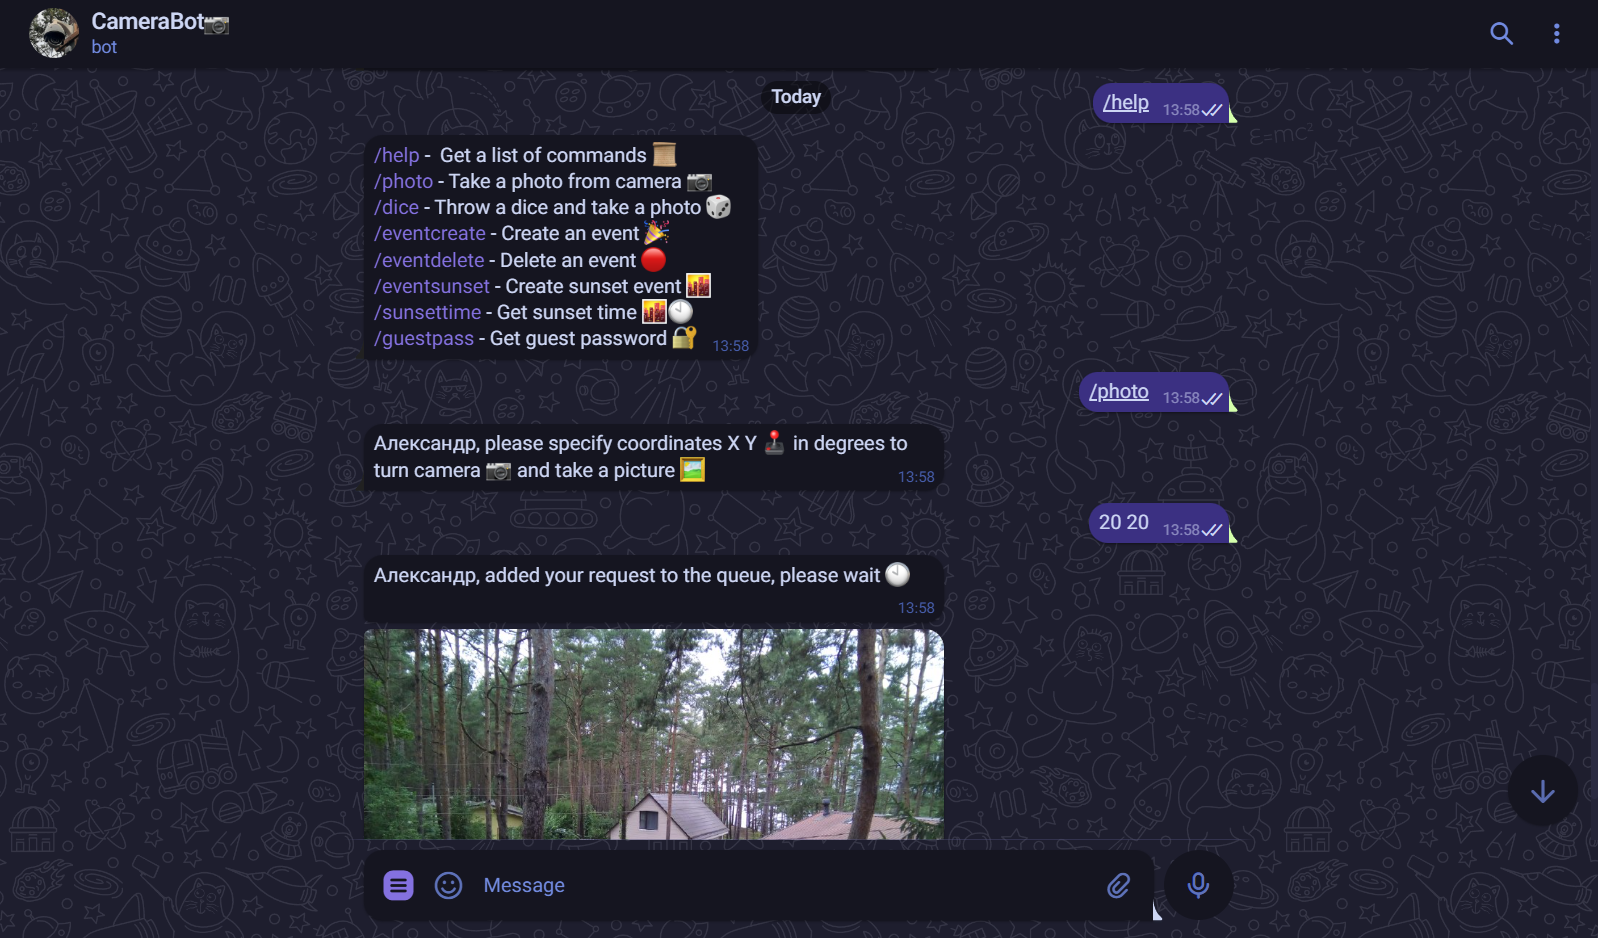 CameraBot
bot
Today
/help 13:58
/help - Get a list of commands
/photo - Take a photo from camera
/dice - Throw a dice and take a photo
/eventcreate - Create an event
/eventdelete - Delete an event
/eventsunset - Create sunset event
/sunsettime - Get sunset time
/guestpass - Get guest password 13:58
/photo 13:58
Александр, please specify coordinates X Y in degrees to
turn camera and take a picture 13:58
20 20 13:58
Александр, added your request to the queue, please wait
13:58
Message